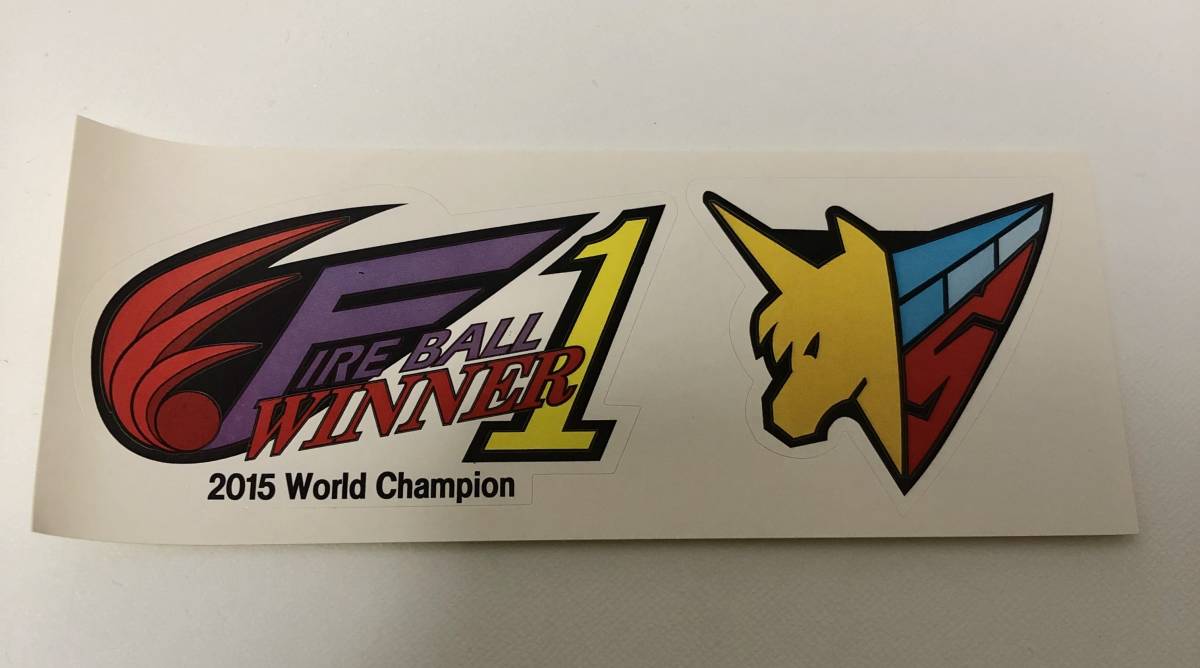 FIRE BALL
WINNER 1
2015 World Champion